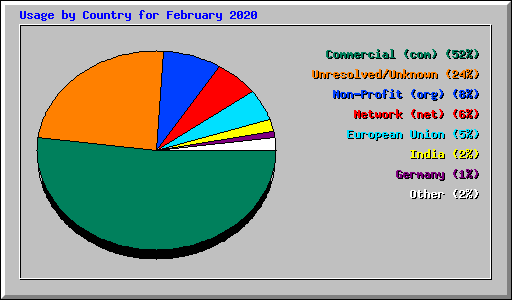 Usage by Country for February 2020
Commercial (com) (52%)
Unresolved/Unknown (24%)
Non-Profit (org) (8%)
Network (net) (6%)
European Union (5%)
India (2%)
Germany (1%)
Other (2%)